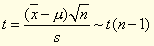 t = (x̄ − μ)√n / s ~ t(n−1)